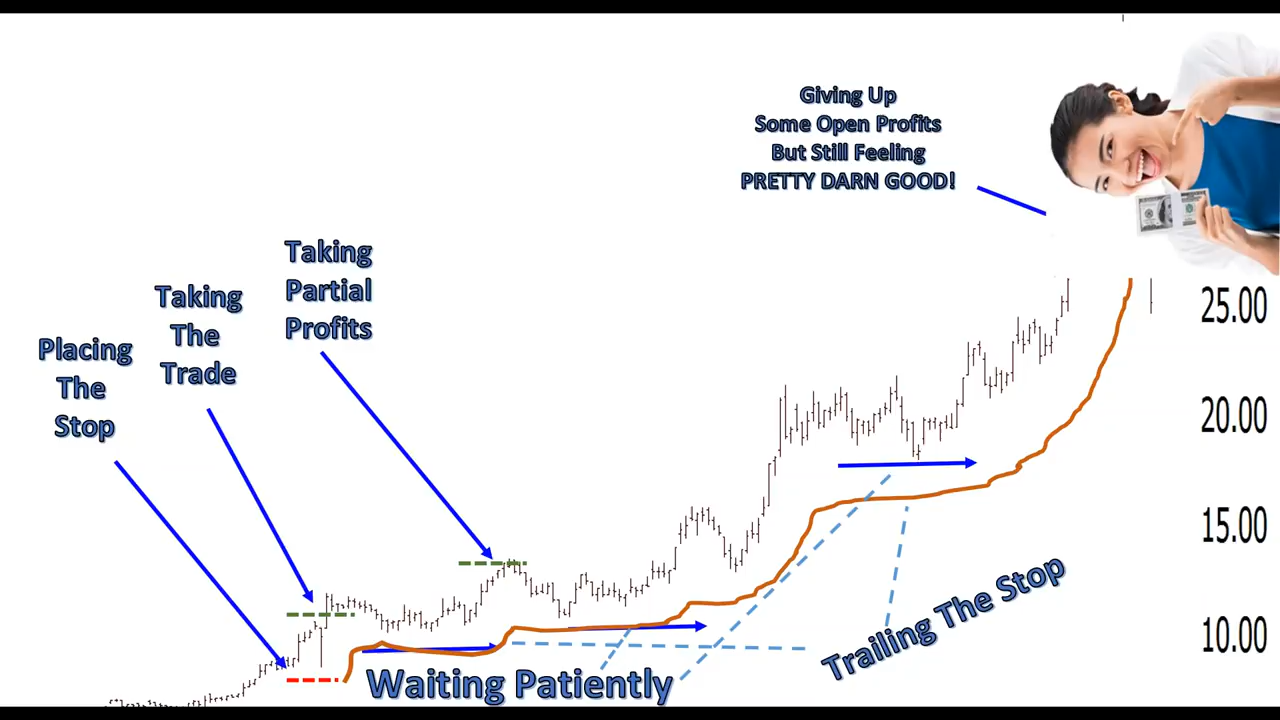 Giving Up
Some Open Profits
But Still Feeling
PRETTY DARN GOOD!
Taking
Partial
Profits
Taking
The
Trade
Placing
The
Stop
25.00
20.00
15.00
10.00
Trailing The Stop
Waiting Patiently